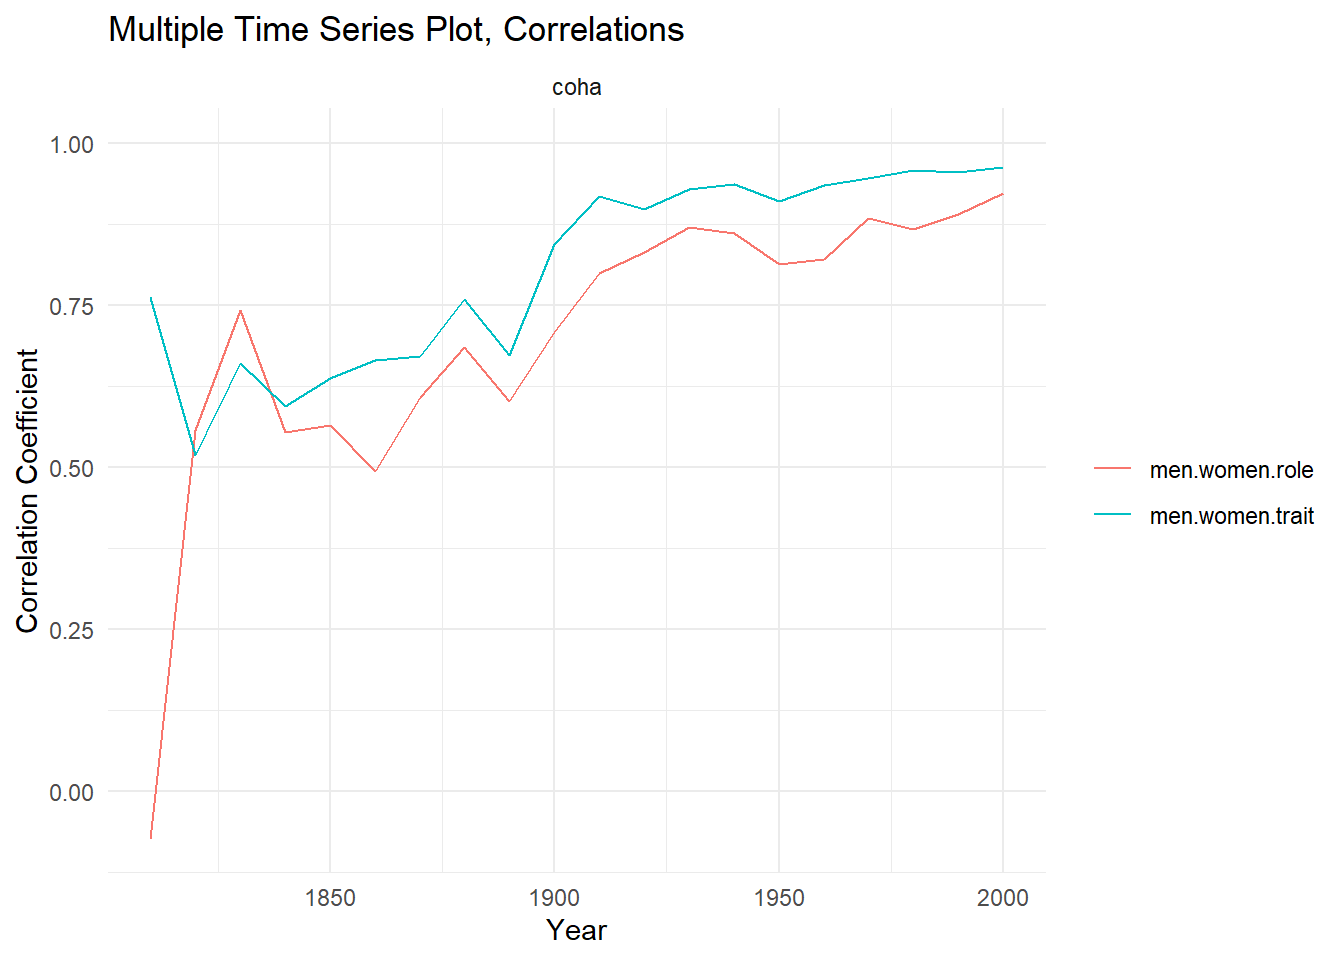 Multiple Time Series Plot, Correlations
coha
Correlation Coefficient
1.00
0.75
0.50
0.25
0.00
1850
1900
1950
2000
Year
men.women.role
men.women.trait